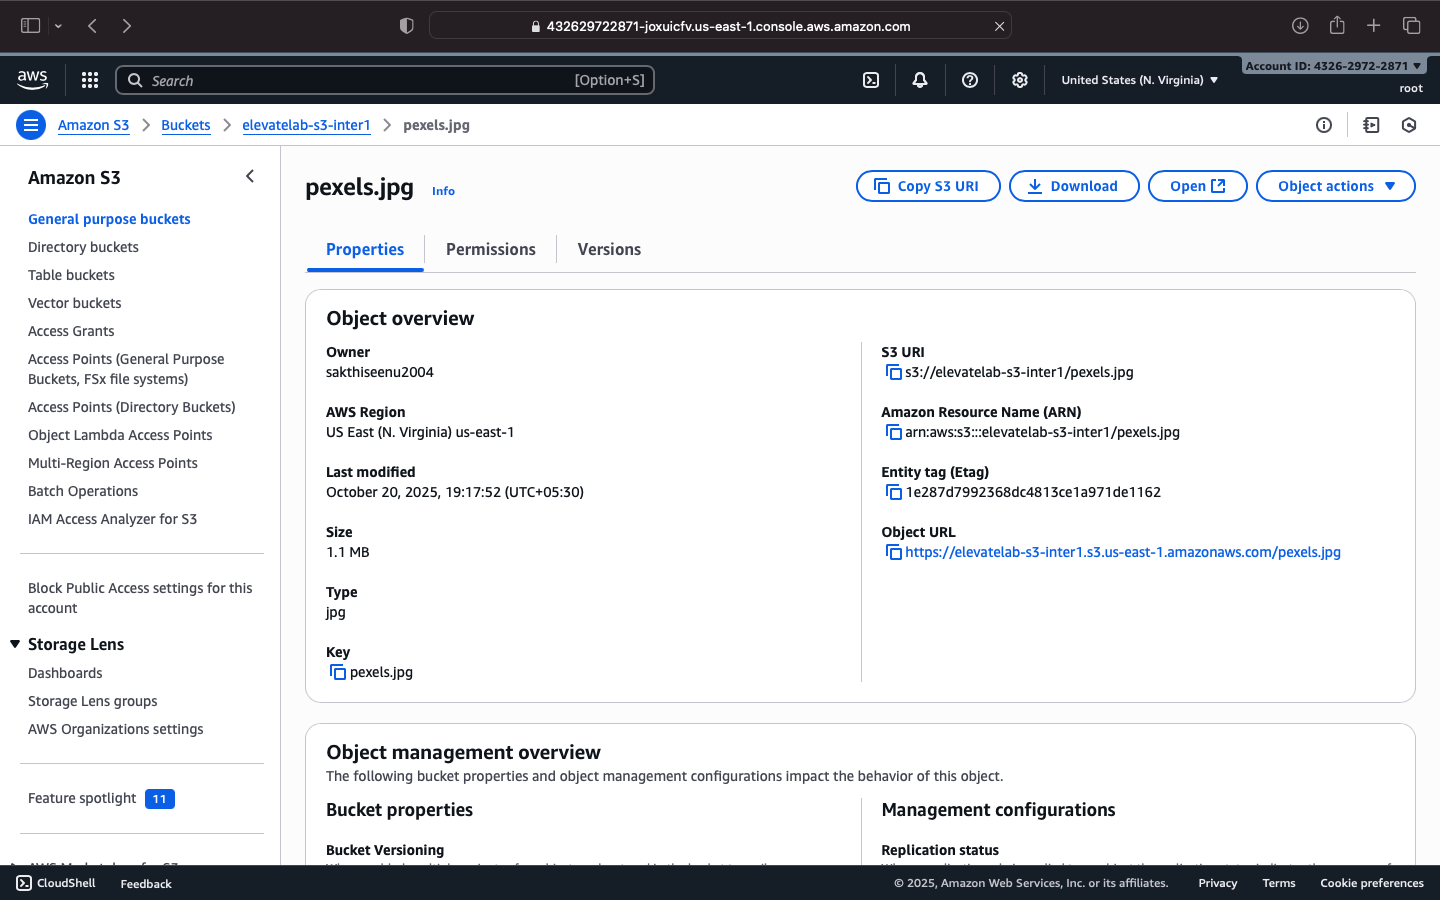 432629722871-joxuicfv.us-east-1.console.aws.amazon.com
aws
Search
[Option+S]
United States (N. Virginia)
Account ID: 4326-2972-2871
root
Amazon S3
Buckets
elevatelab-s3-inter1
pexels.jpg
Amazon S3
General purpose buckets
Directory buckets
Table buckets
Vector buckets
Access Grants
Access Points (General Purpose
Buckets, FSx file systems)
Access Points (Directory Buckets)
Object Lambda Access Points
Multi-Region Access Points
Batch Operations
IAM Access Analyzer for S3
Block Public Access settings for this
account
Storage Lens
Dashboards
Storage Lens groups
AWS Organizations settings
Feature spotlight 11
pexels.jpg Info
Copy S3 URI
Download
Open
Object actions
Properties
Permissions
Versions
Object overview
Owner
sakthiseenu2004
AWS Region
US East (N. Virginia) us-east-1
Last modified
October 20, 2025, 19:17:52 (UTC+05:30)
Size
1.1 MB
Type
jpg
Key
pexels.jpg
S3 URI
s3://elevatelab-s3-inter1/pexels.jpg
Amazon Resource Name (ARN)
arn:aws:s3:::elevatelab-s3-inter1/pexels.jpg
Entity tag (Etag)
1e287d7992368dc4813ce1a971de1162
Object URL
https://elevatelab-s3-inter1.s3.us-east-1.amazonaws.com/pexels.jpg
Object management overview
The following bucket properties and object management configurations impact the behavior of this object.
Bucket properties
Bucket Versioning
Management configurations
Replication status
CloudShell
Feedback
© 2025, Amazon Web Services, Inc. or its affiliates.
Privacy
Terms
Cookie preferences